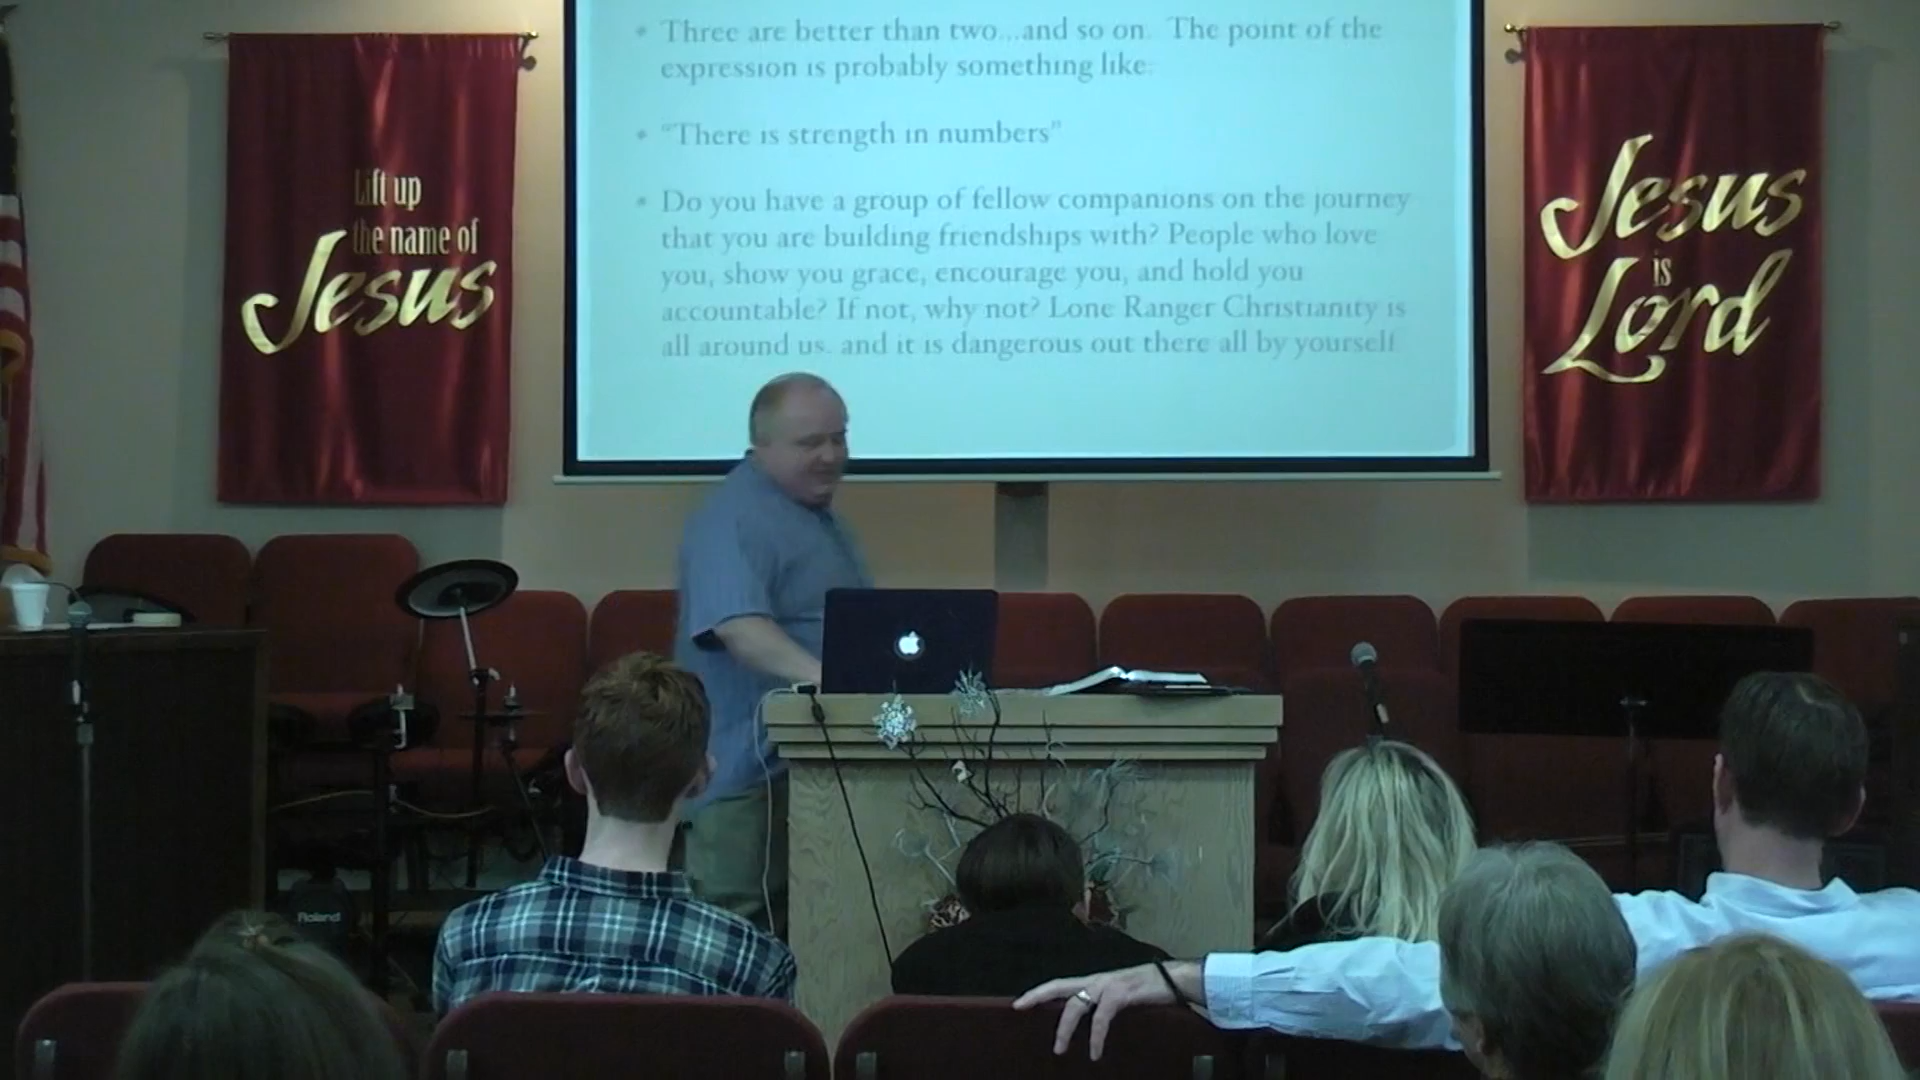 • Three are better than two...and so on. The point of the
expression is probably something like:
• "There is strength in numbers"
• Do you have a group of fellow companions on the journey
that you are building friendships with? People who love
you, show you grace, encourage you, and hold you
accountable? If not, why not? Lone Ranger Christianity is
all around us. and it is dangerous out there all by yourself
Lift up
the name of
Jesus
Jesus
is
Lord
Roland